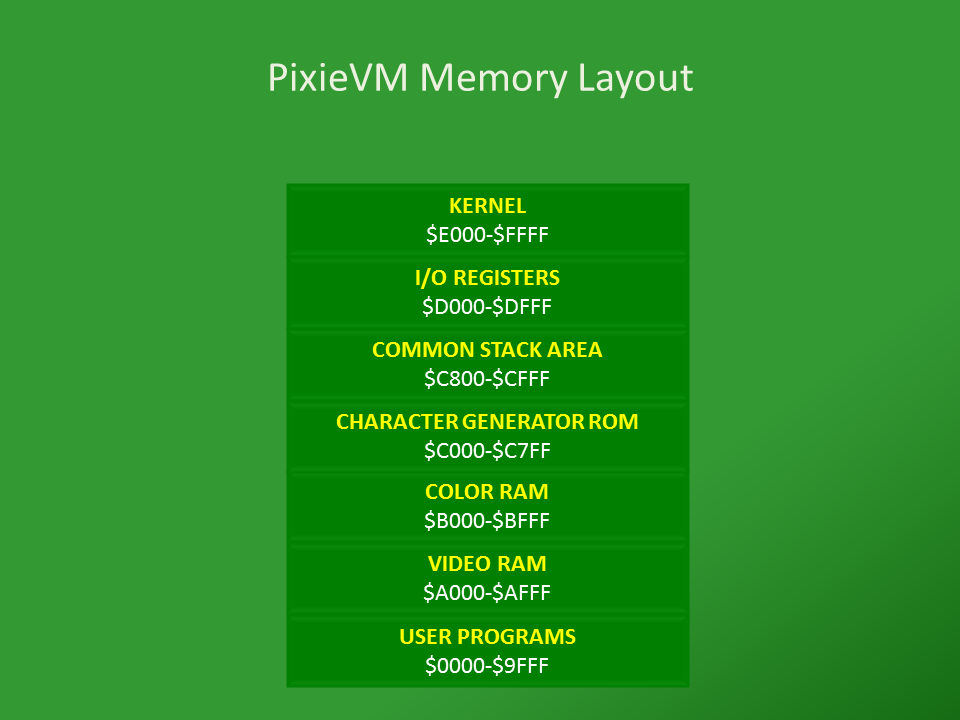 PixieVM Memory Layout
KERNEL
$E000-$FFFF
I/O REGISTERS
$D000-$DFFF
COMMON STACK AREA
$C800-$CFFF
CHARACTER GENERATOR ROM
$C000-$C7FF
COLOR RAM
$B000-$BFFF
VIDEO RAM
$A000-$AFFF
USER PROGRAMS
$0000-$9FFF